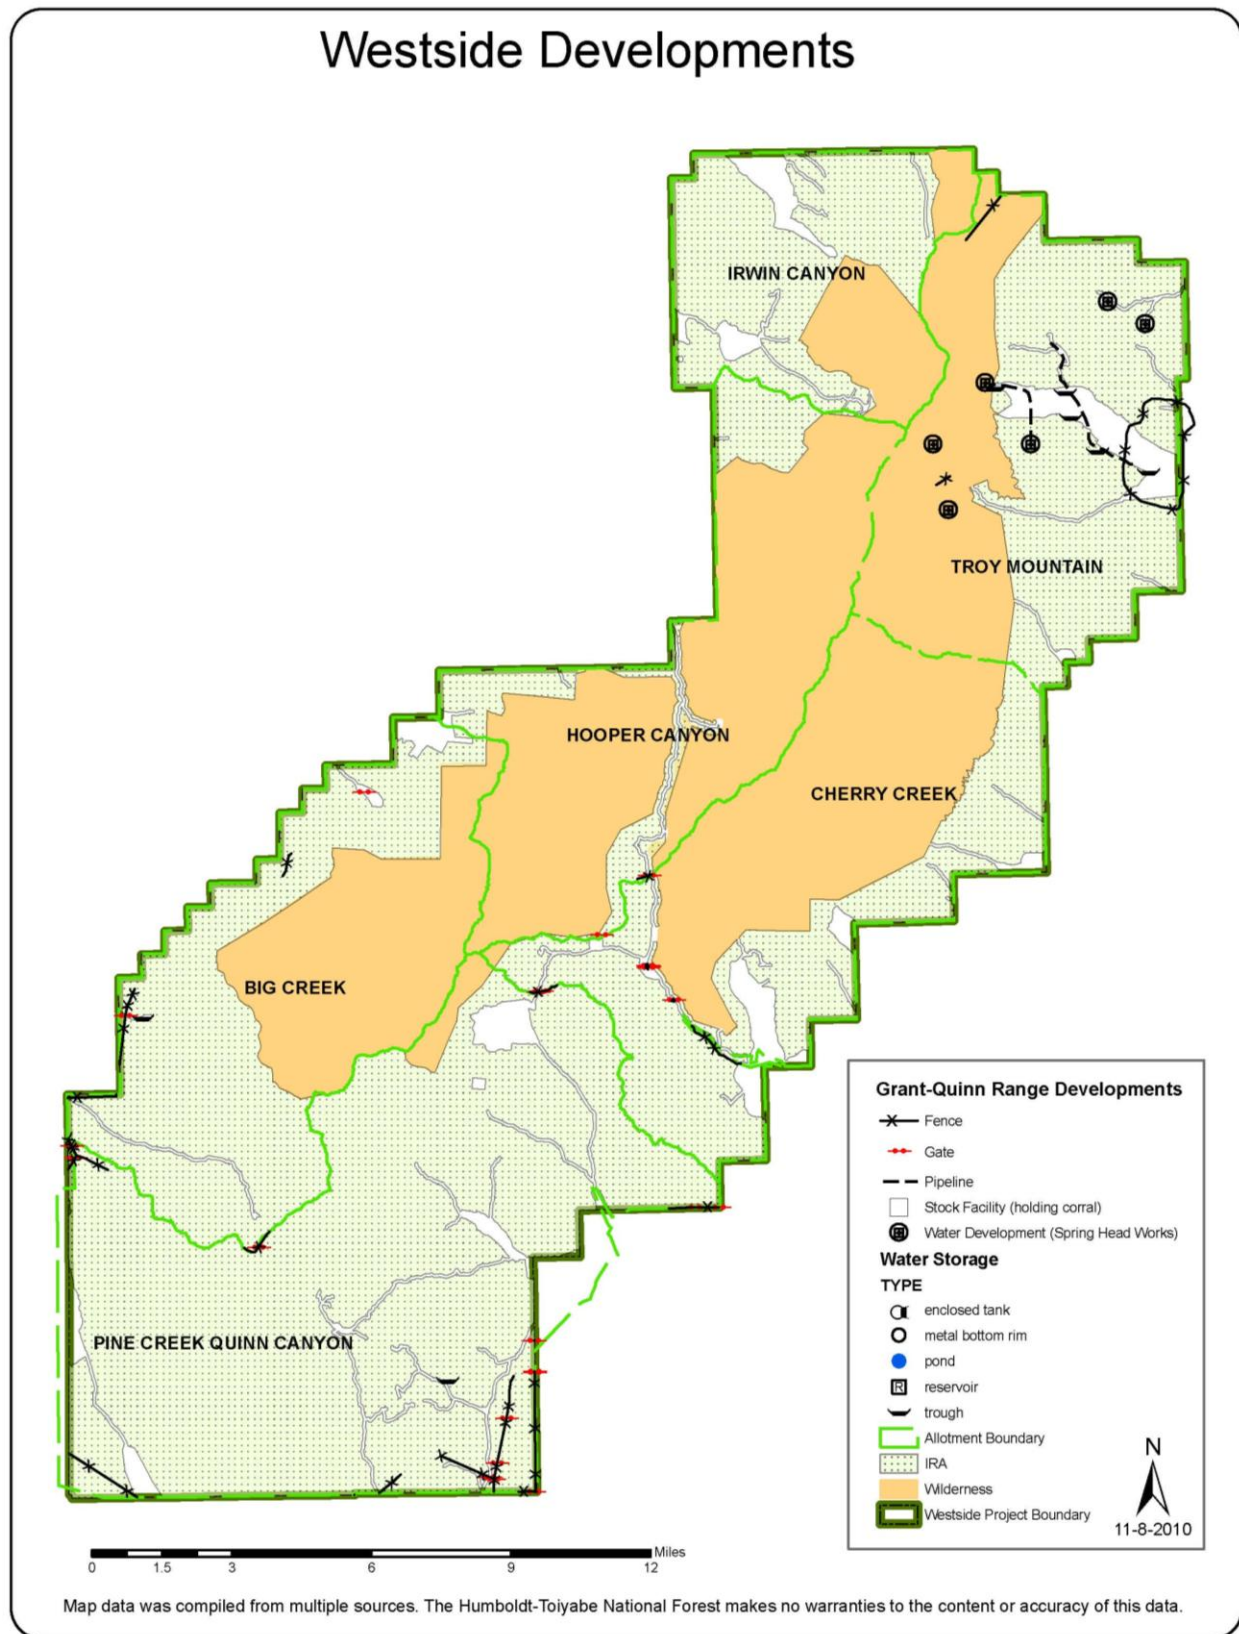 Westside Developments
IRWIN CANYON
TROY MOUNTAIN
HOOPER CANYON
CHERRY CREEK
BIG CREEK
PINE CREEK QUINN CANYON
Grant-Quinn Range Developments
Fence
Gate
Pipeline
Stock Facility (holding corral)
Water Development (Spring Head Works)
Water Storage
TYPE
enclosed tank
metal bottom rim
pond
R reservoir
trough
Allotment Boundary
IRA
Wilderness
Westside Project Boundary
N
11-8-2010
Miles
0 1.5 3 6 9 12
Map data was compiled from multiple sources. The Humboldt-Toiyabe National Forest makes no warranties to the content or accuracy of this data.